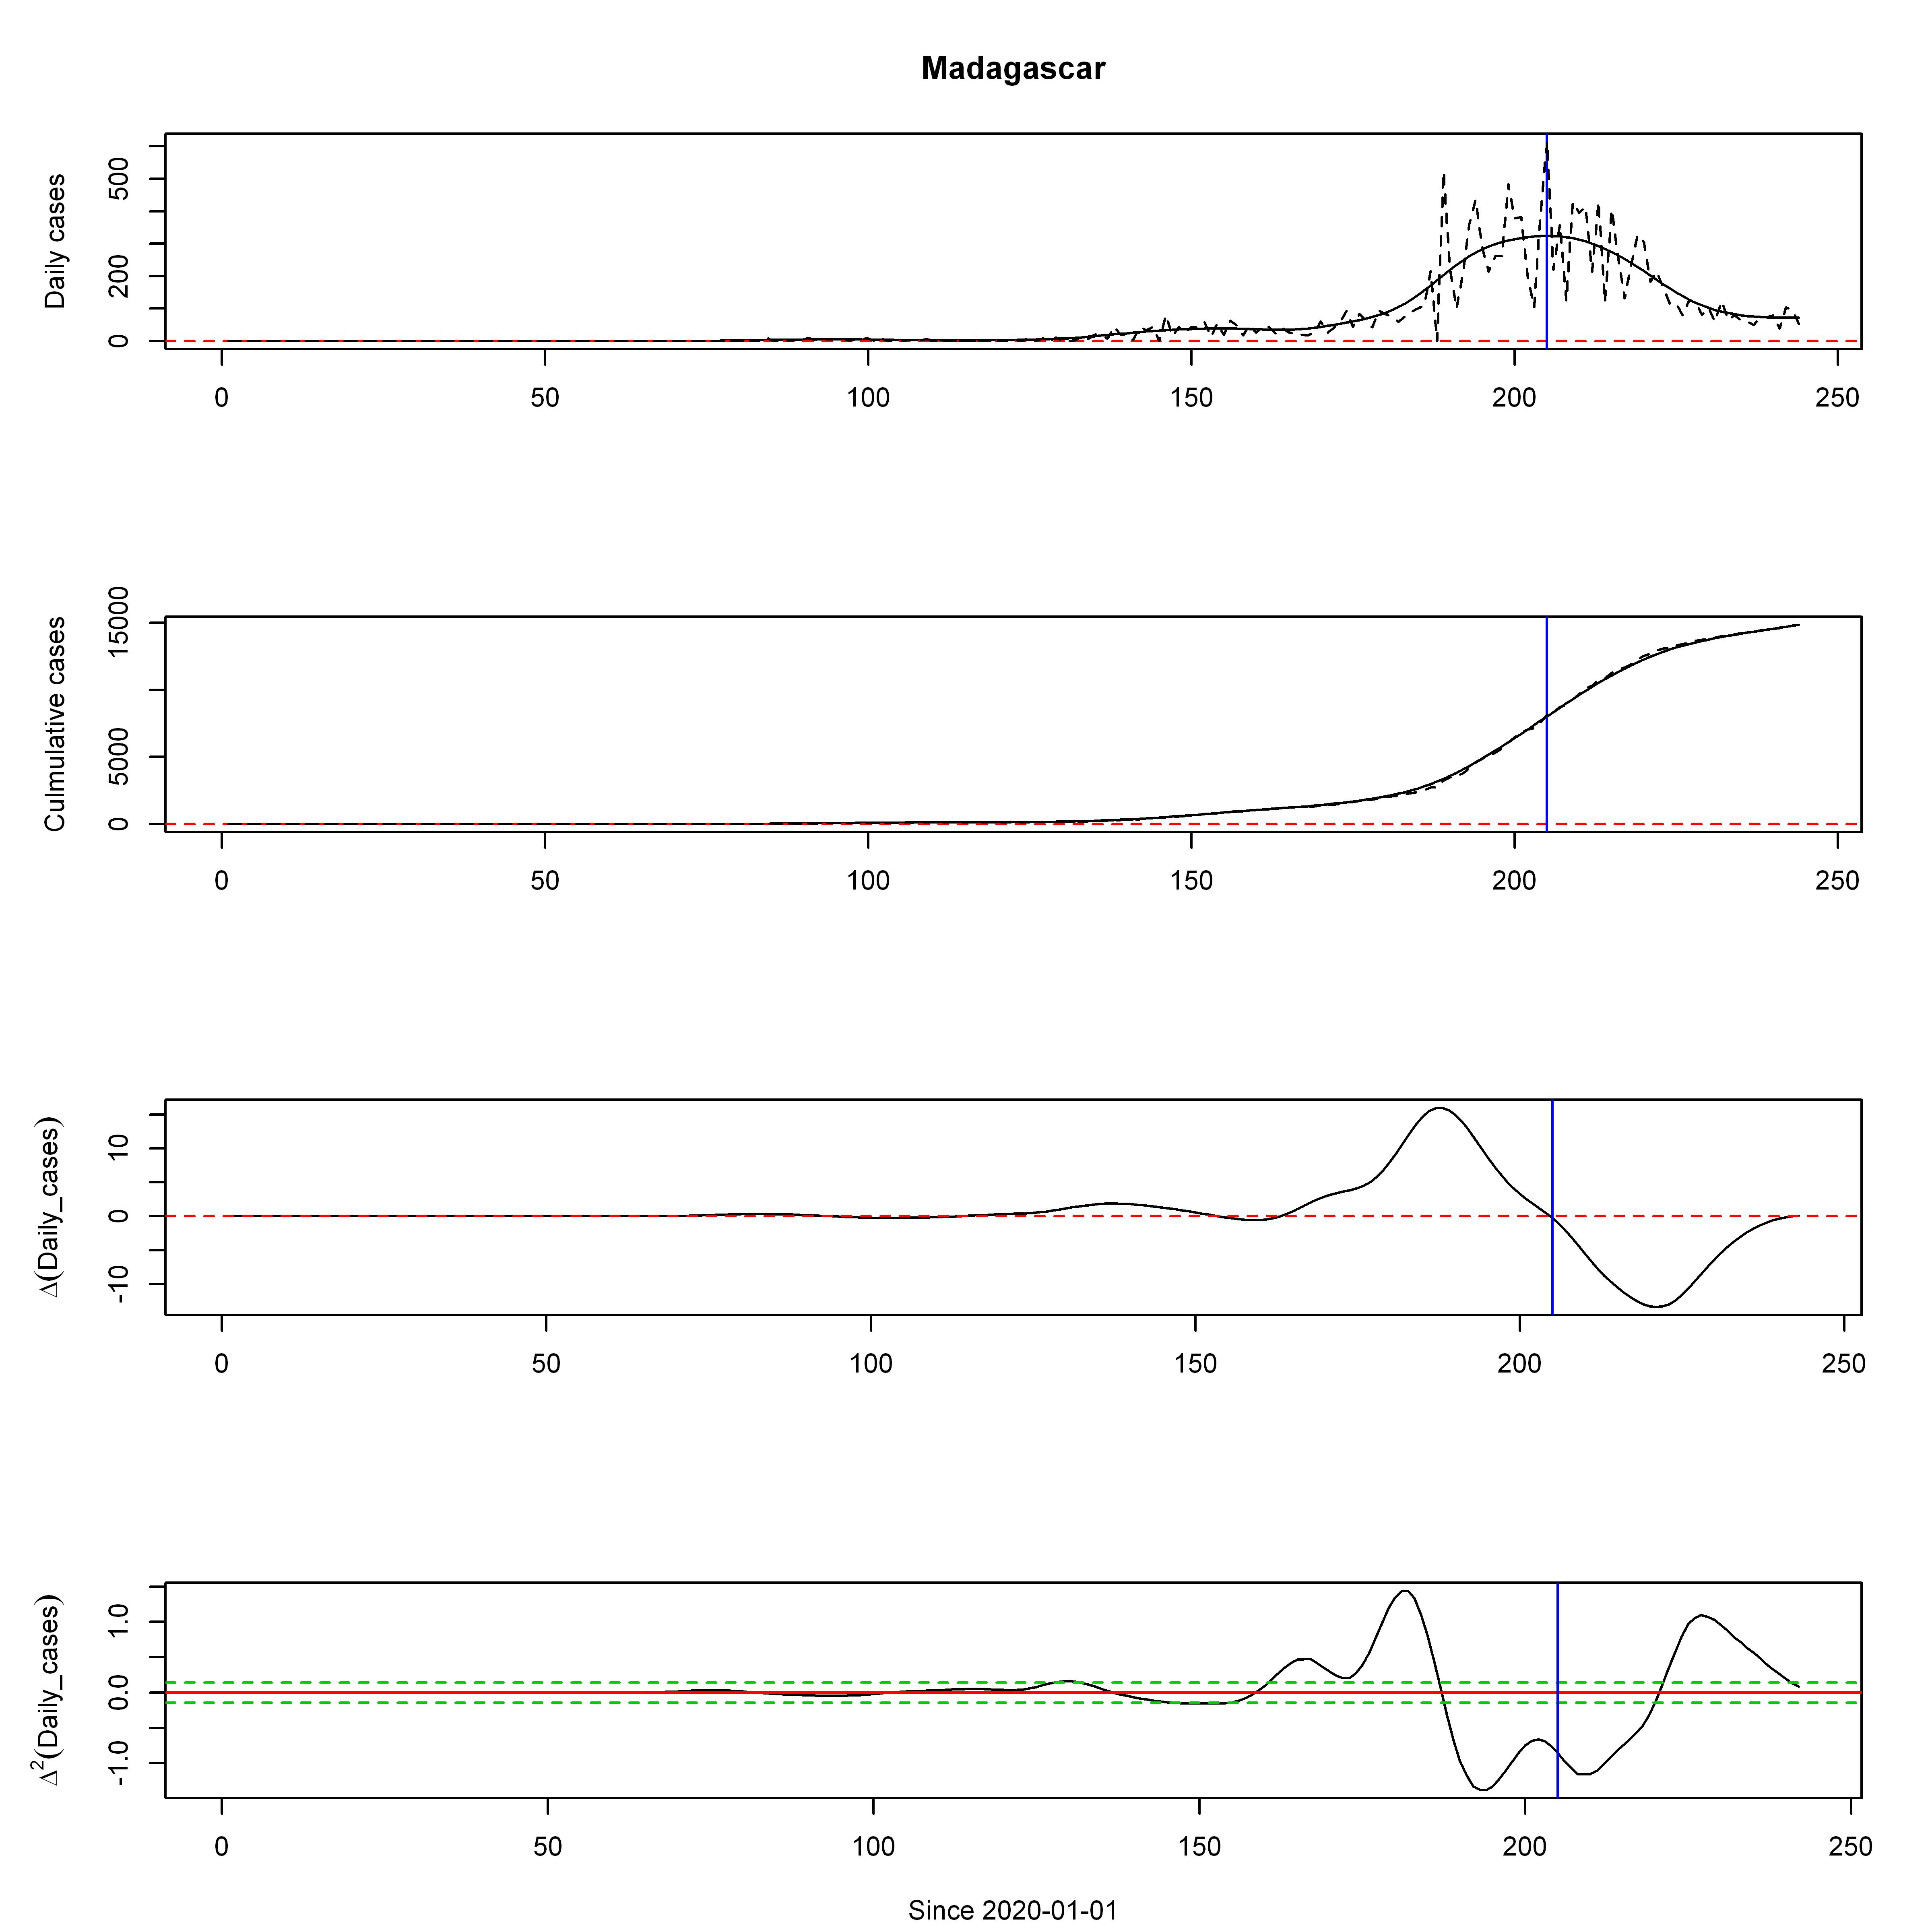 Madagascar
Daily cases
0 200 500
0 50 100 150 200 250
Culmulative cases
0 5000 15000
0 50 100 150 200 250
Δ(Daily_cases)
-10 0 10
0 50 100 150 200 250
Δ2(Daily_cases)
-1.0 0.0 1.0
0 50 100 150 200 250
Since 2020-01-01